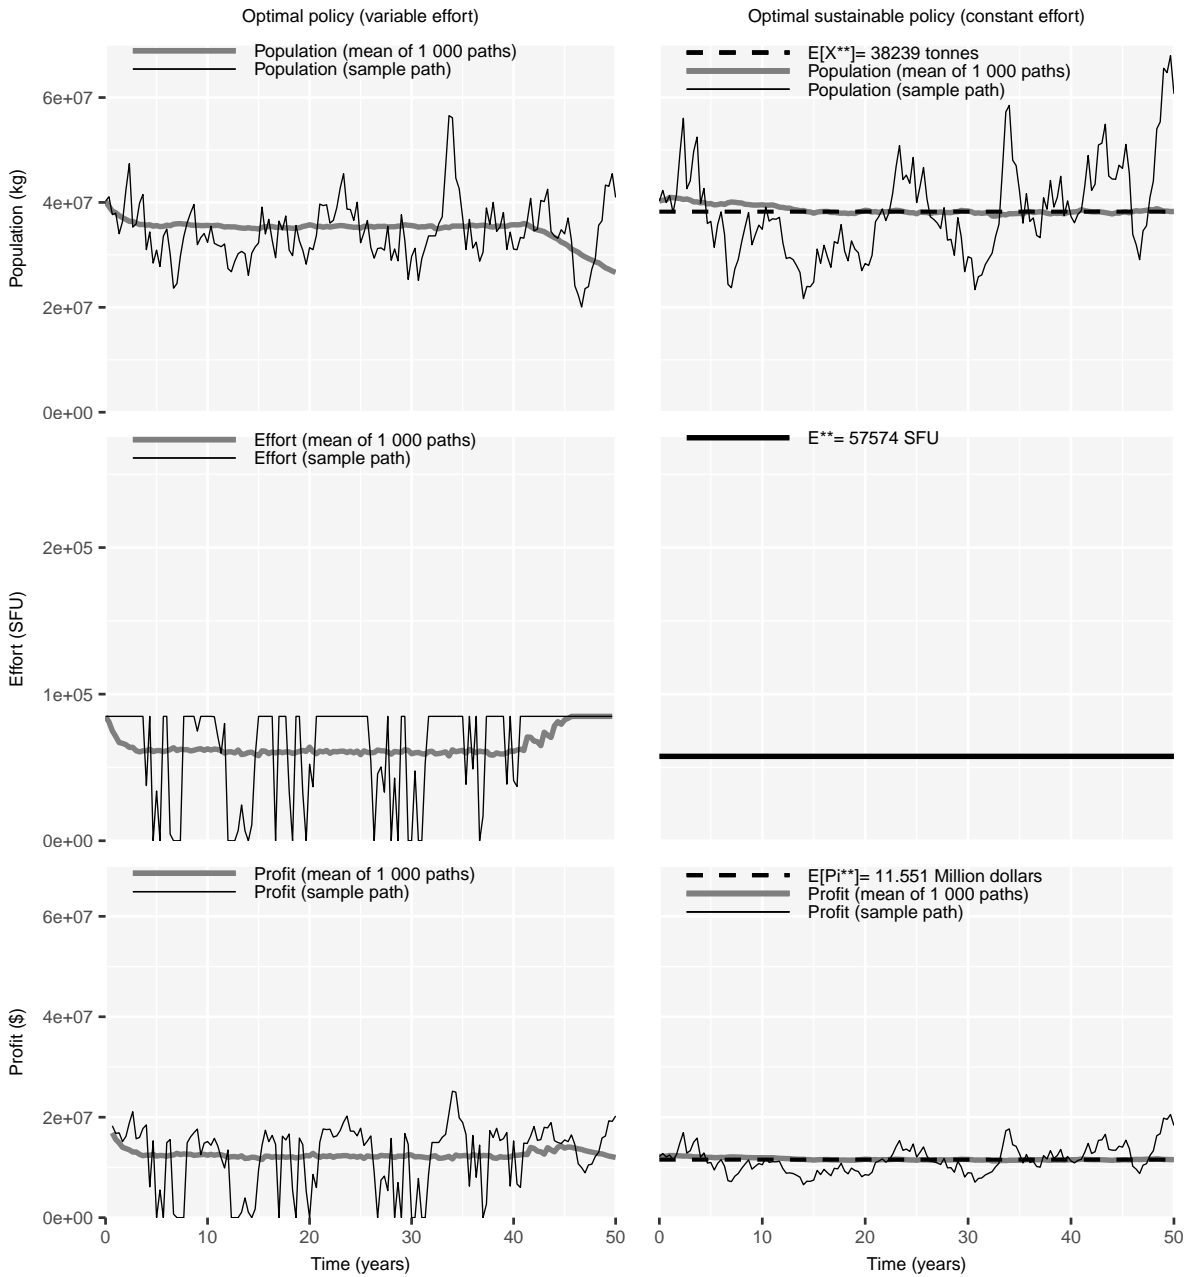 Optimal policy (variable effort)
Optimal sustainable policy (constant effort)
Population (mean of 1 000 paths)
Population (sample path)
E[X**]= 38239 tonnes
Population (mean of 1 000 paths)
Population (sample path)
6e+07
4e+07
2e+07
0e+00
Population (kg)
Effort (mean of 1 000 paths)
Effort (sample path)
E**= 57574 SFU
2e+05
1e+05
0e+00
Effort (SFU)
Profit (mean of 1 000 paths)
Profit (sample path)
E[Pi**]= 11.551 Million dollars
Profit (mean of 1 000 paths)
Profit (sample path)
6e+07
4e+07
2e+07
0e+00
Profit ($)
0 10 20 30 40 50
0 10 20 30 40 50
Time (years)
Time (years)